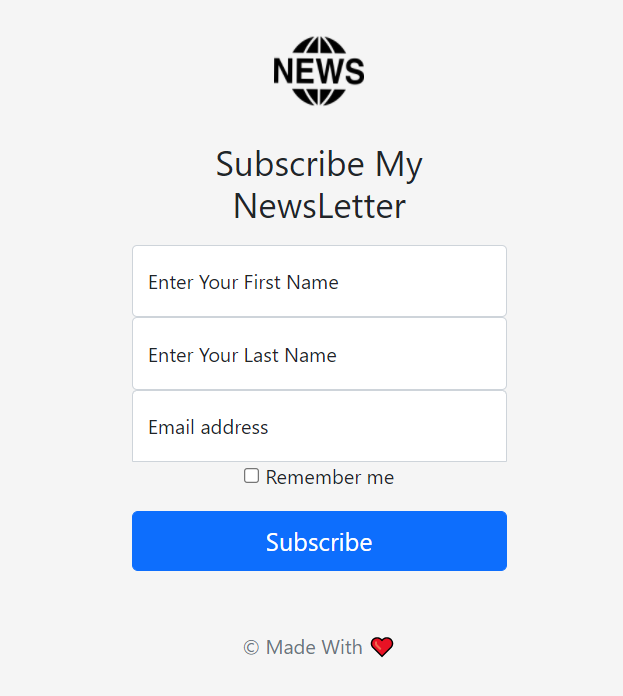 NEWS
Subscribe My
NewsLetter
Enter Your First Name
Enter Your Last Name
Email address
Remember me
Subscribe
© Made With ❤️